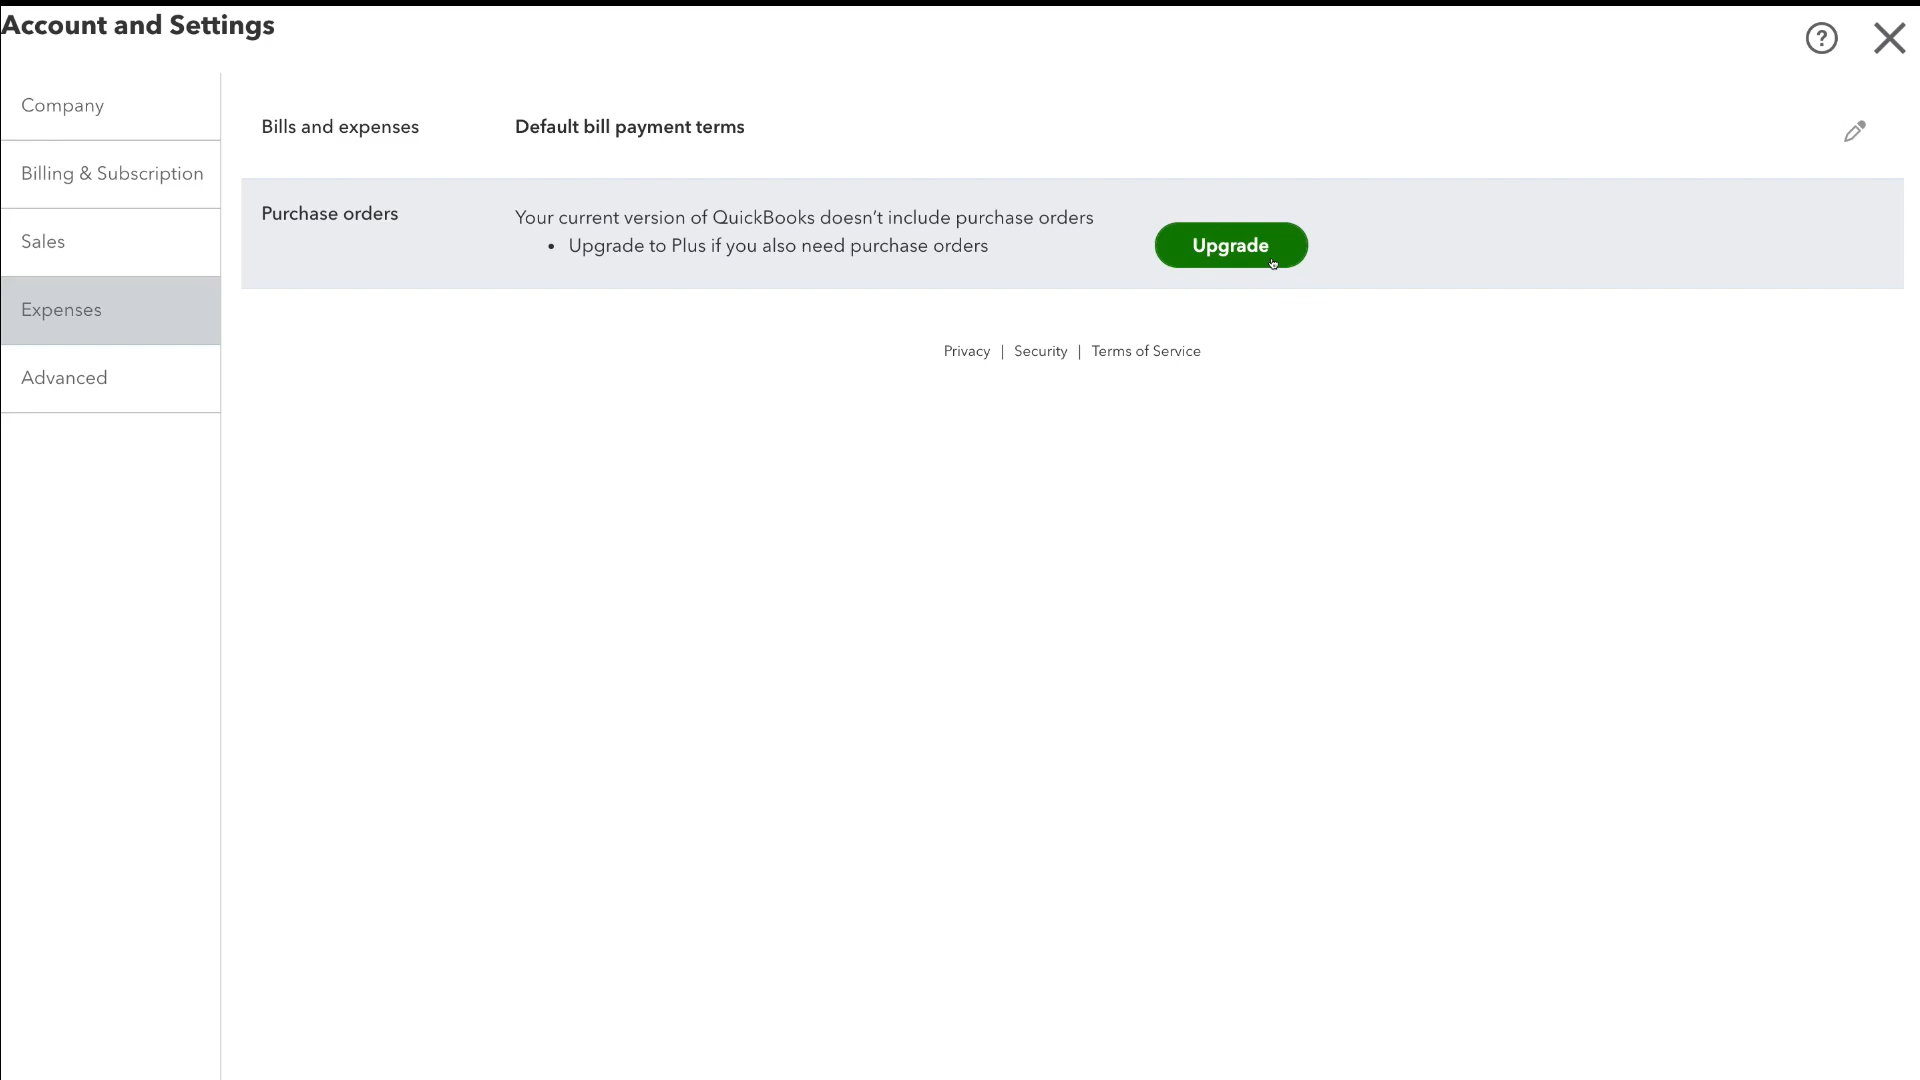 Account and Settings
?
Company
Billing & Subscription
Sales
Expenses
Advanced
Bills and expenses
Default bill payment terms
Purchase orders
Your current version of QuickBooks doesn’t include purchase orders
• Upgrade to Plus if you also need purchase orders
Upgrade
Privacy | Security | Terms of Service